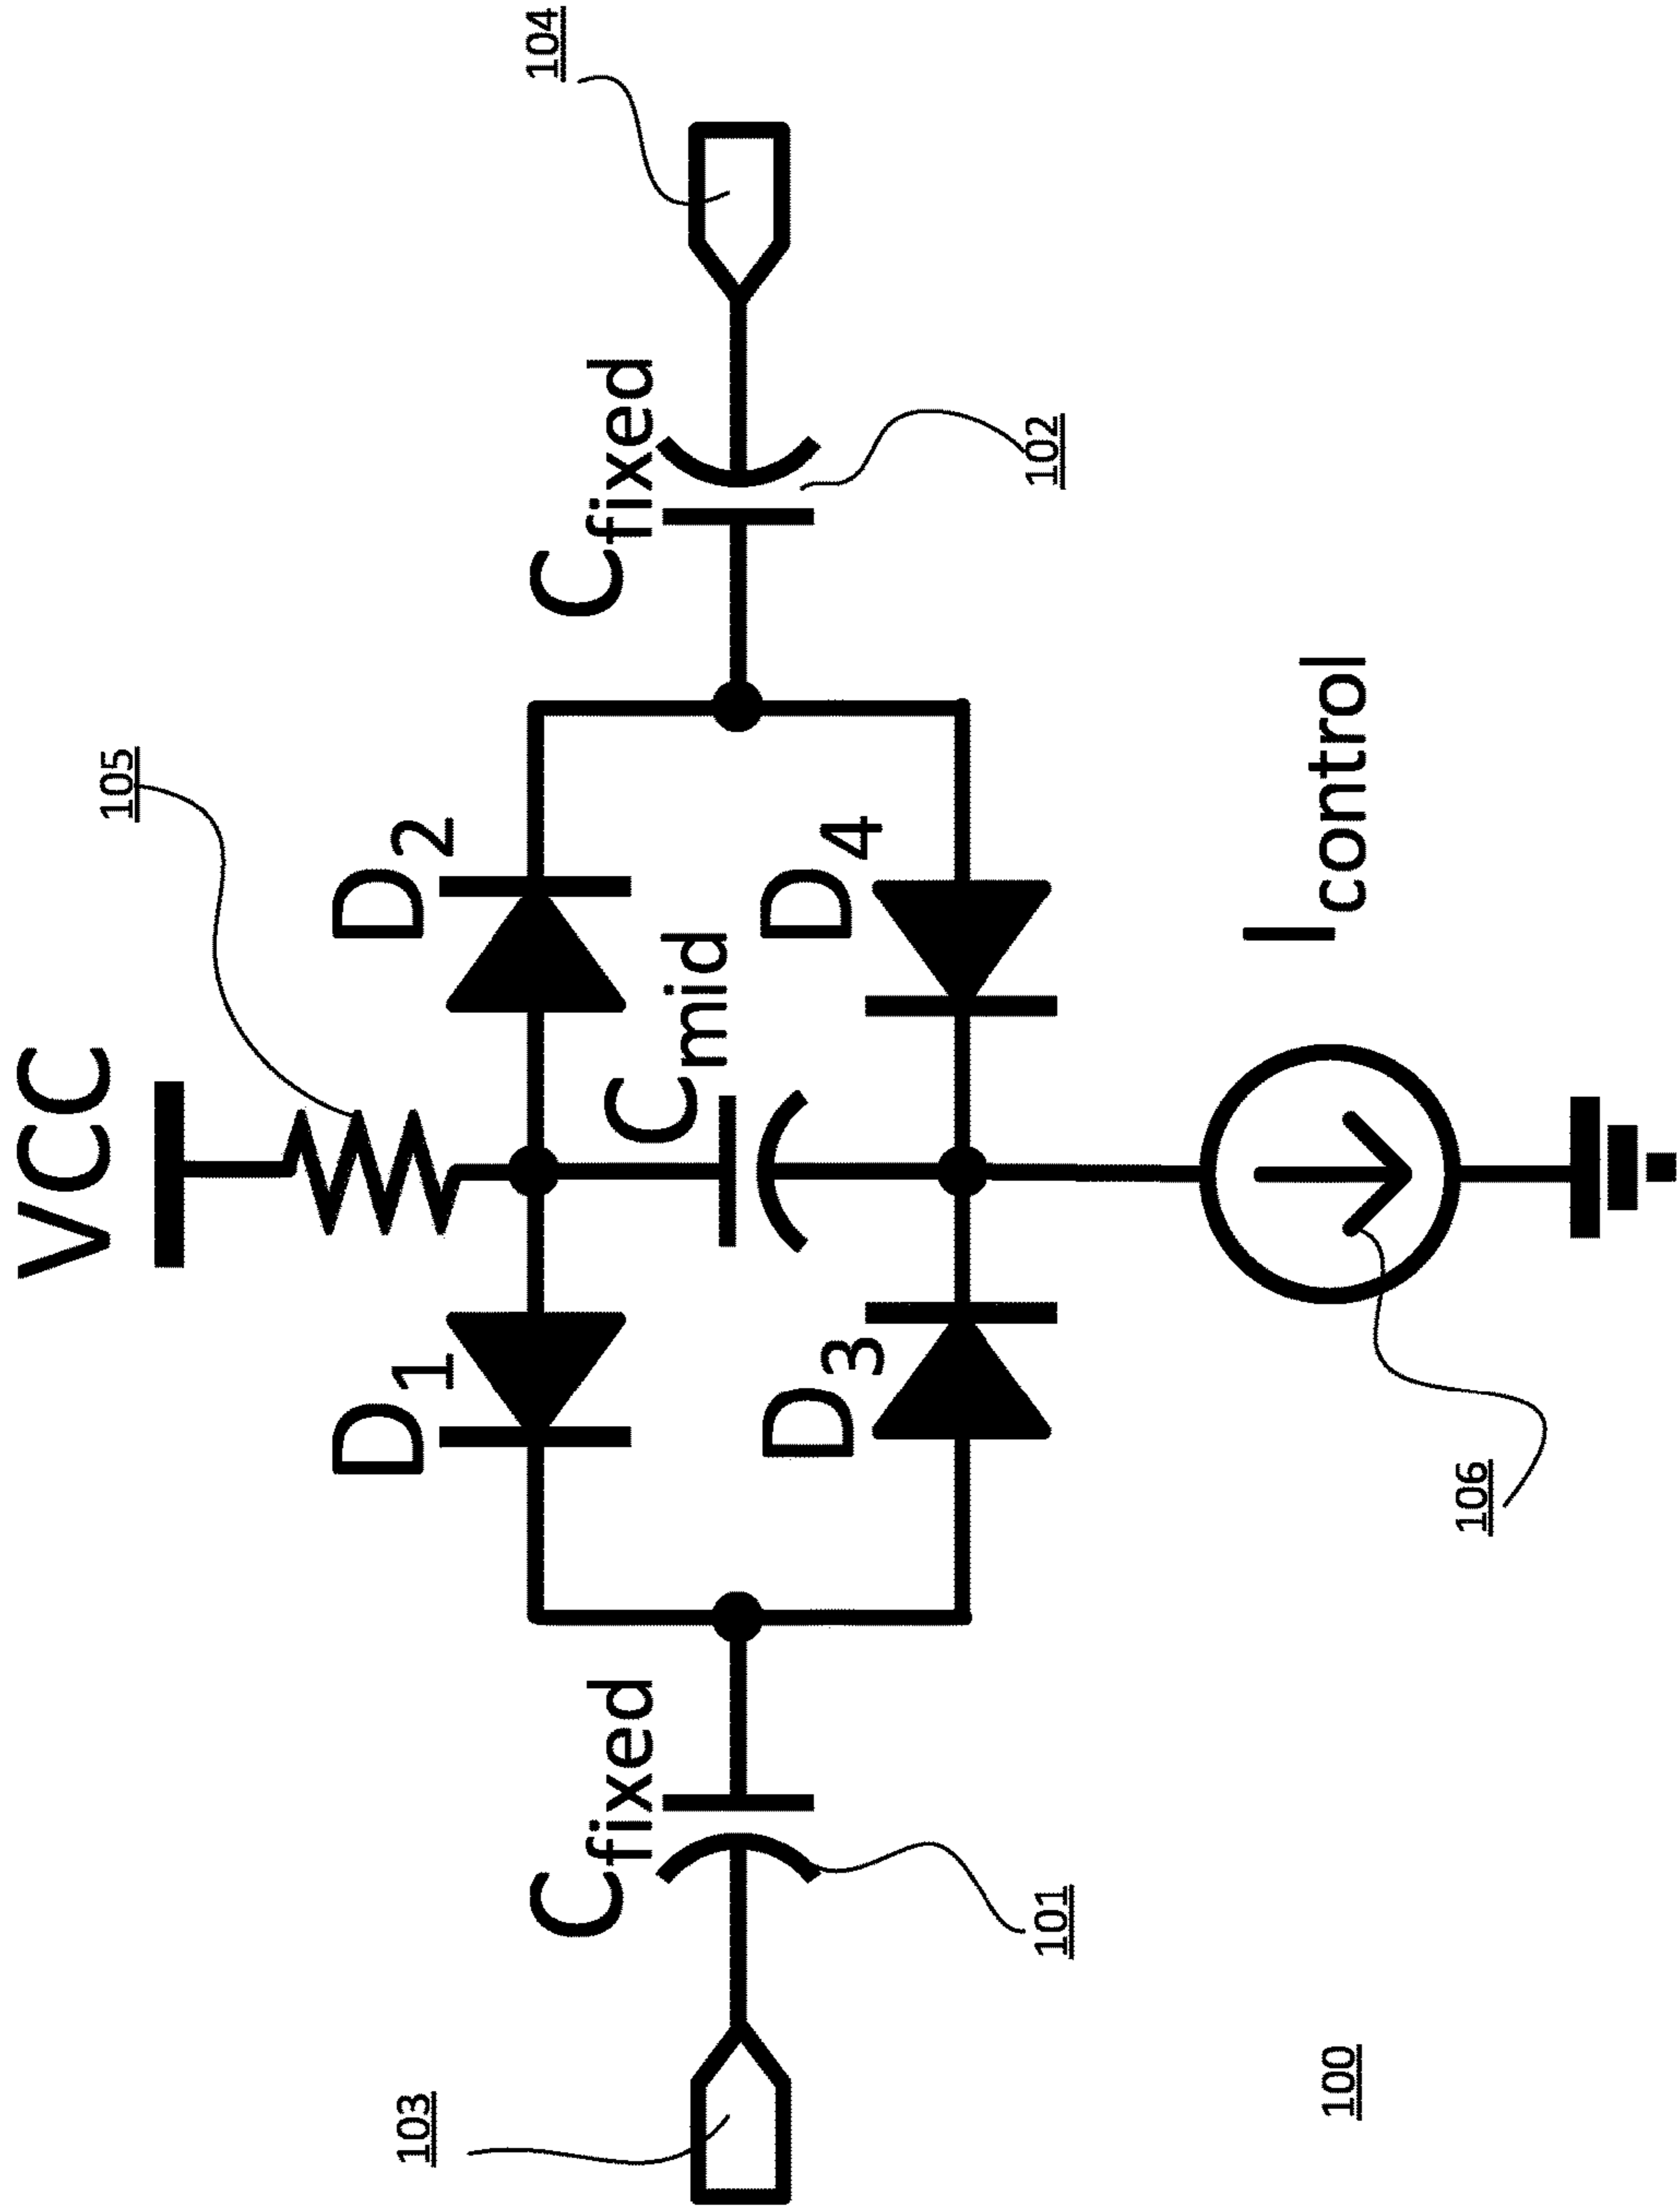 VCC
105
104
D1
D2
Cfixed
Cmid
Cfixed
103
D3
D4
101
102
Icontrol
106
100